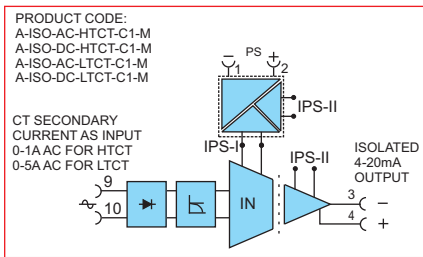 PRODUCT CODE:
A-ISO-AC-HTCT-C1-M
A-ISO-DC-HTCT-C1-M
A-ISO-AC-LTCT-C1-M
A-ISO-DC-LTCT-C1-M
− PS +
1 2
IPS-II
CT SECONDARY
CURRENT AS INPUT
0-1A AC FOR HTCT
0-5A AC FOR LTCT
IPS-I
IPS-II
ISOLATED
4-20mA
OUTPUT
9
10
IN
3 −
4 +